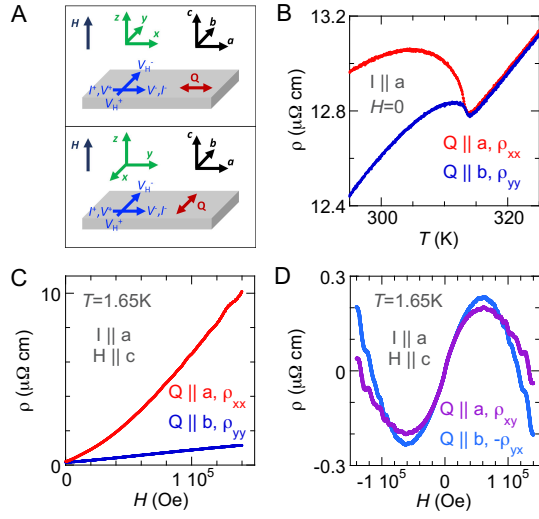 A
H
z
y
x
c
b
a
V_H^-
I^+,V^+
V^-,I^-
V_H^+
Q
H
z
y
x
c
b
a
V_H^-
I^+,V^+
V^-,I^-
V_H^+
Q
B
13.2
12.8
12.4
ρ (μΩ cm)
I || a
H=0
Q || a, ρ_xx
Q || b, ρ_yy
300
320
T (K)
C
10
0
ρ (μΩ cm)
T=1.65K
I || a
H || c
Q || a, ρ_xx
Q || b, ρ_yy
0
1 10^5
H (Oe)
D
0.3
0
-0.3
ρ (μΩ cm)
T=1.65K
I || a
H || c
Q || a, ρ_xy
Q || b, -ρ_yx
-1 10^5
0
1 10^5
H (Oe)